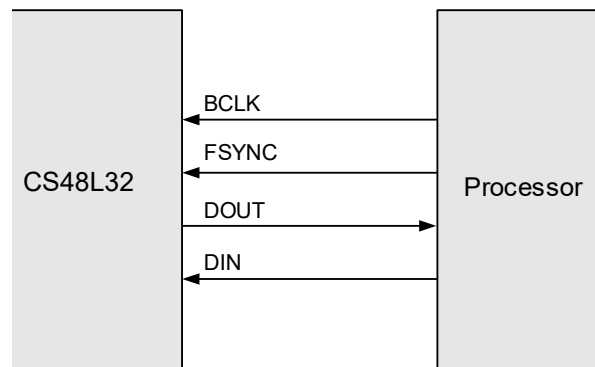 BCLK
FSYNC
CS48L32
Processor
DOUT
DIN